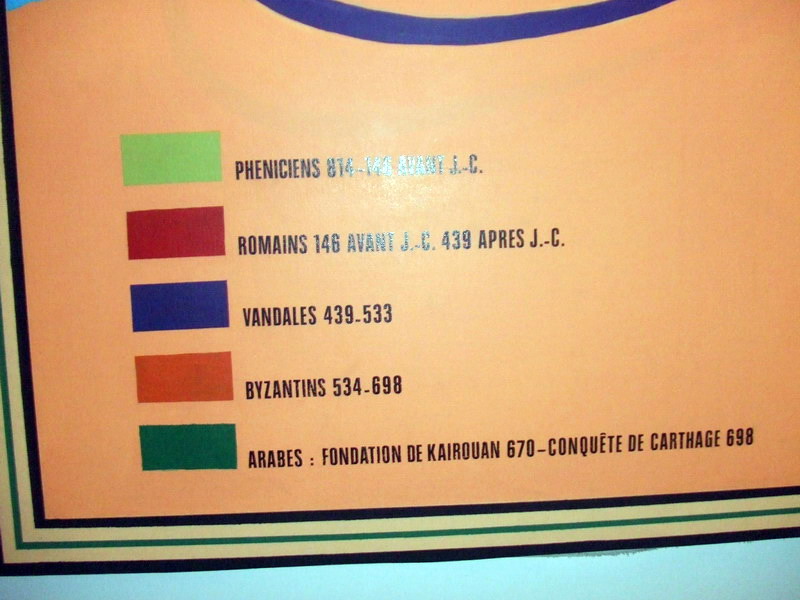 PHENICIENS 814-146 AVANT J.-C.
ROMAINS 146 AVANT J.-C. 439 APRES J.-C.
VANDALES 439-533
BYZANTINS 534-698
ARABES : FONDATION DE KAIROUAN 670-CONQUÊTE DE CARTHAGE 698